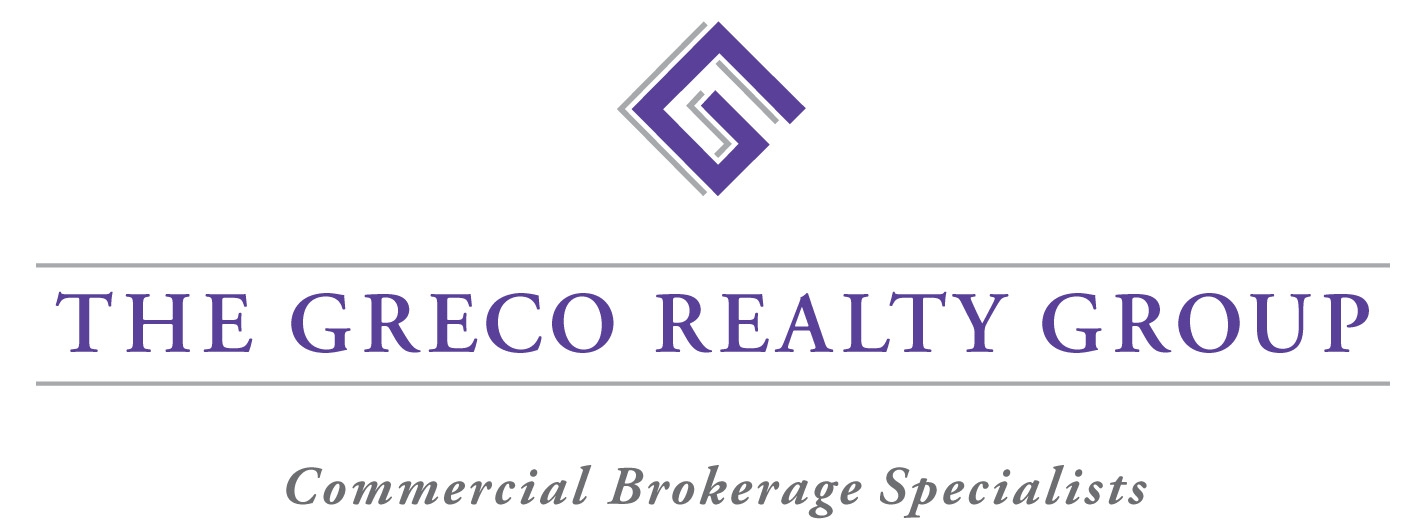 THE GRECO REALTY GROUP
Commercial Brokerage Specialists